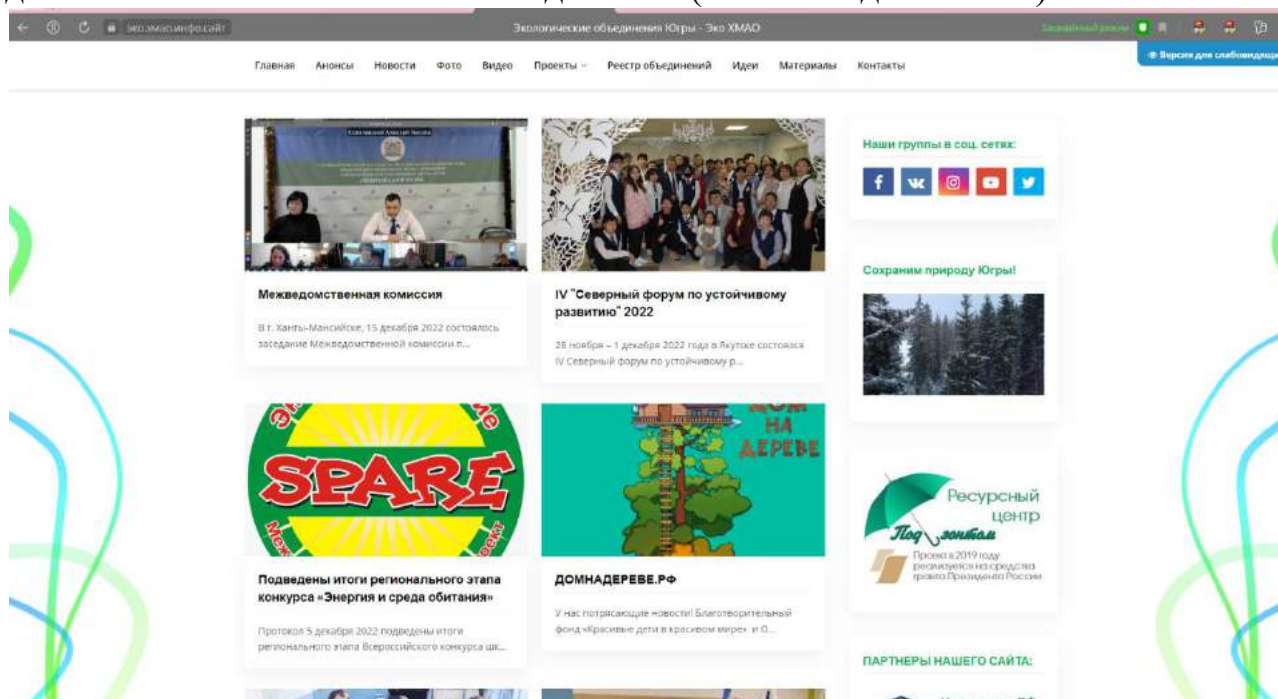 эко.хмао.инфо.сайт
Экологические объединения Югры - Эко ХМАО
Версия для слабовидящи
Главная Анонсы Новости Фото Видео Проекты Реестр объединений Идеи Материалы Контакты
Межведомственная комиссия
В г. Ханты-Мансийске, 15 декабря 2022 состоялось
заседание Межведомственной комиссии п...
IV "Северный форум по устойчивому
развитию" 2022
28 ноября – 1 декабря 2022 года в Якутске состоялся
IV Северный форум по устойчивому р...
Наши группы в соц. сетях:
Сохраним природу Югры!
SPARE
Подведены итоги регионального этапа
конкурса «Энергия и среда обитания»
Протокол 5 декабря 2022 подведены итоги
регионального этапа Всероссийского конкурса шк...
ДОМ
НА
ДЕРЕВЕ
ДОМНАДЕРЕВЕ.РФ
У нас потрясающие новости! Благотворительный
фонд «Красивые дети в красивом мире» и О...
Ресурсный
центр
Под зонтом
Проект в 2019 году
реализуется на средства
гранта Президента России
ПАРТНЕРЫ НАШЕГО САЙТА: